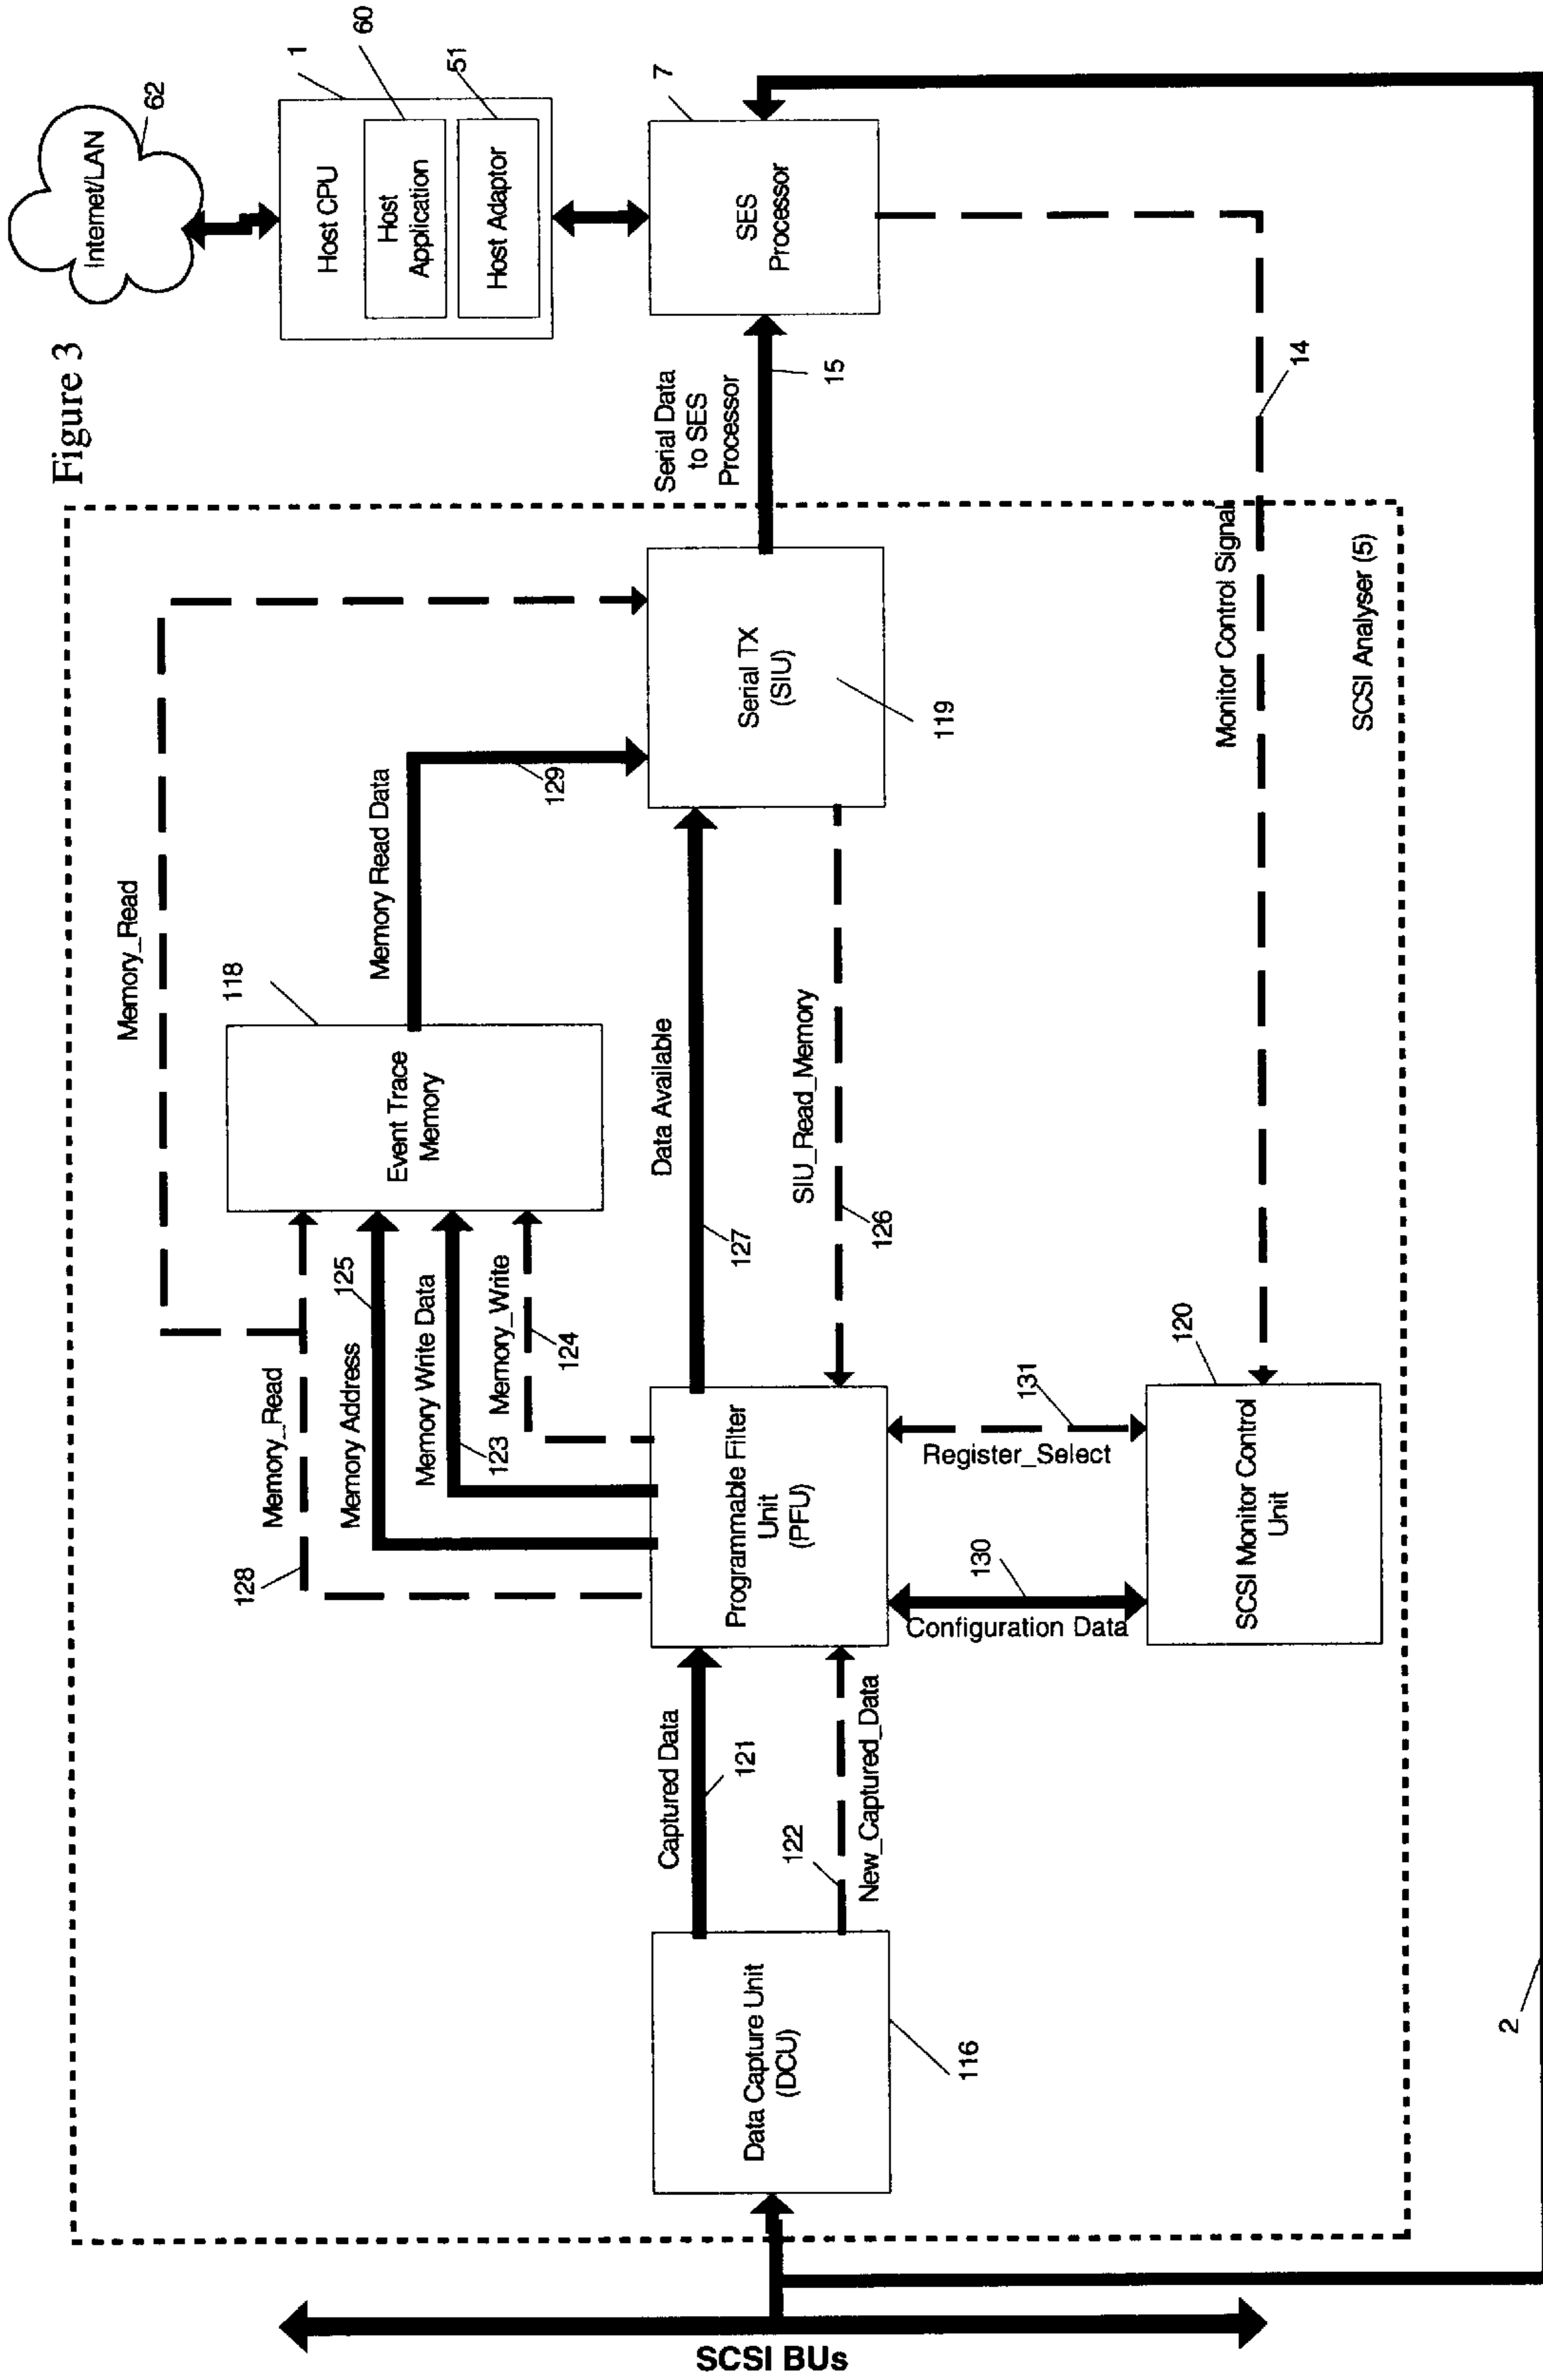 Figure 3
Internet/LAN
62
Host CPU
1
Host
Application
60
Host Adaptor
51
SES
Processor
7
Serial Data
to SES
Processor
15
14
Memory_Read
118
Event Trace
Memory
Memory Read Data
129
Serial TX
(SIU)
119
Memory_Read
128
Memory Address
125
Memory Write Data
123
Memory_Write
124
Data Available
127
SIU_Read_Memory
126
Monitor Control Signal
SCSI Analyser (5)
Captured Data
121
122
New_Captured_Data
Programmable Filter
Unit
(PFU)
Register_Select
131
130
Configuration Data
120
SCSI Monitor Control
Unit
Data Capture Unit
(DCU)
116
2
SCSI BUs